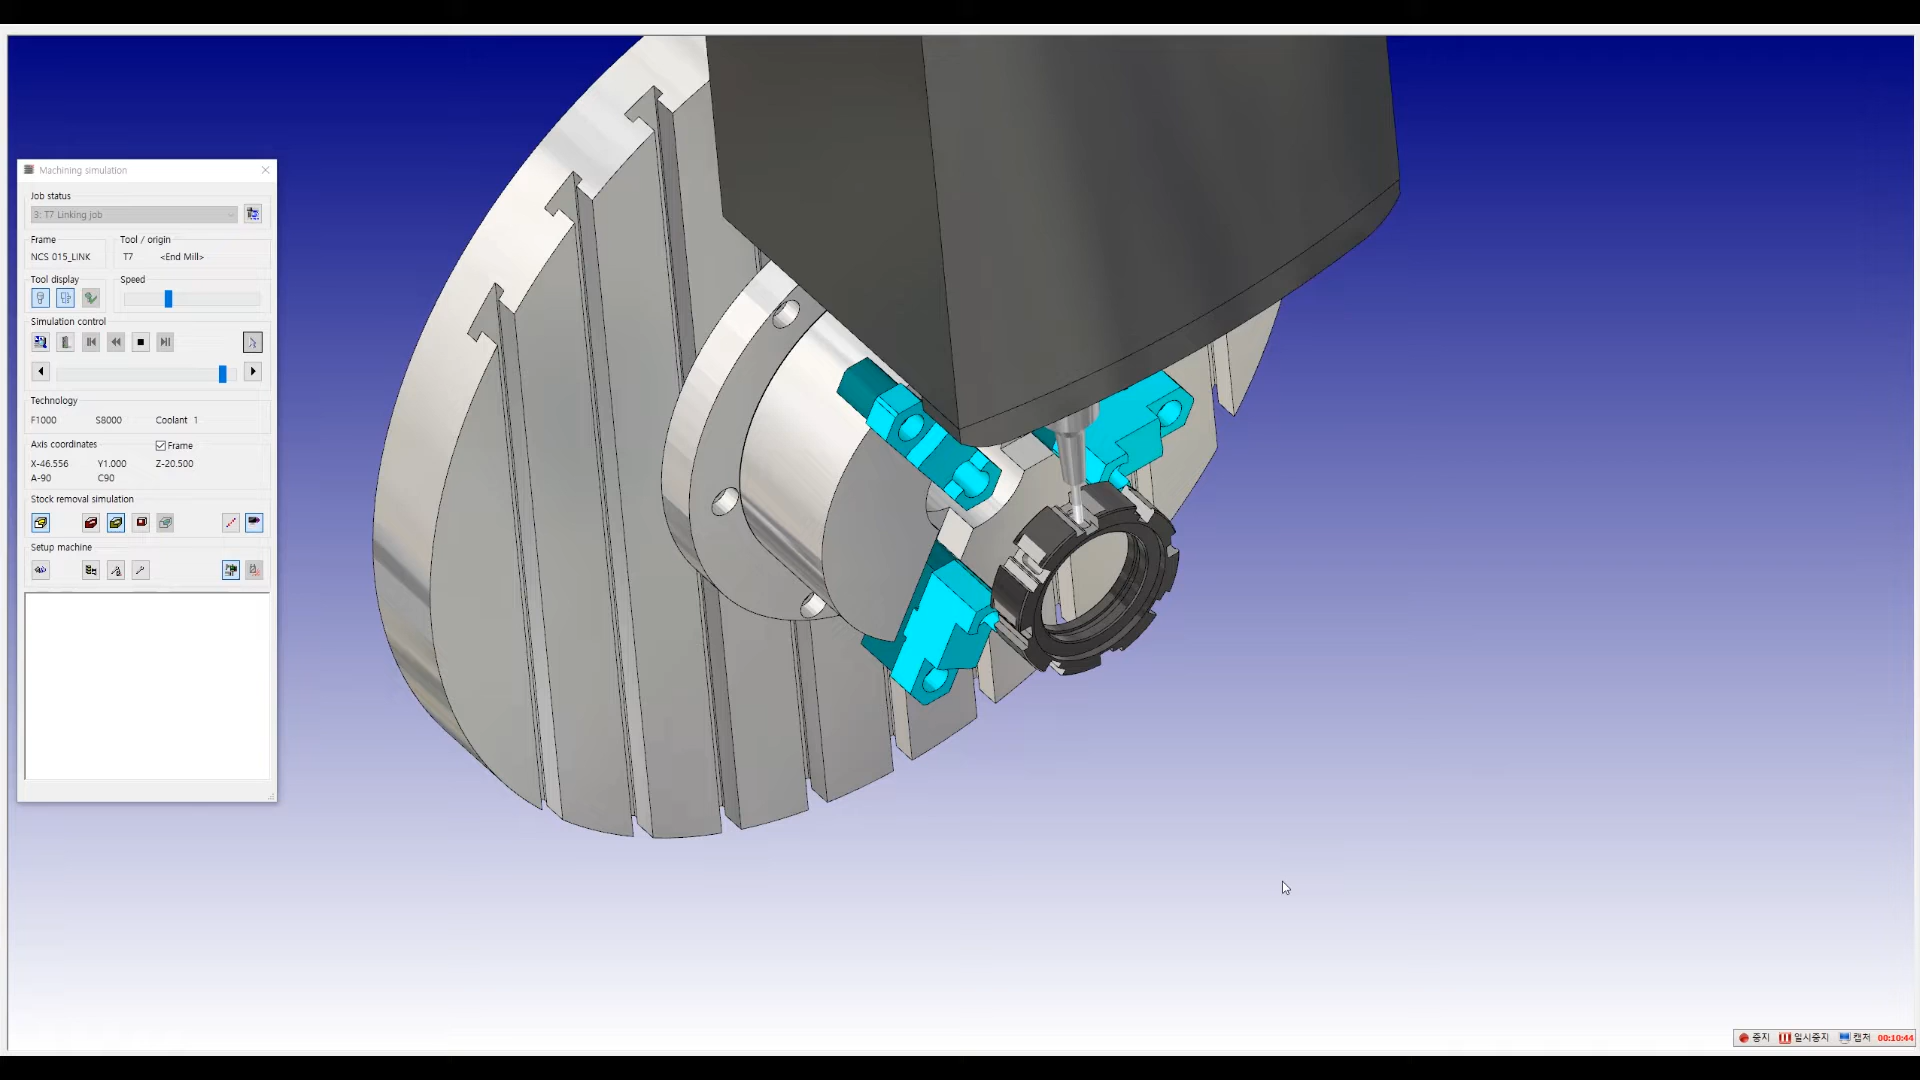 Machining simulation
Job status
3: T7 Linking job
Frame
Tool / origin
NCS 015_LINK
T7 <End Mill>
Tool display
Speed
Simulation control
Technology
F1000 S8000 Coolant 1
Axis coordinates
Frame
X-46.556 Y1.000 Z-20.500
A-90 C90
Stock removal simulation
Setup machine
중지 일시중지 캡처 00:10:44